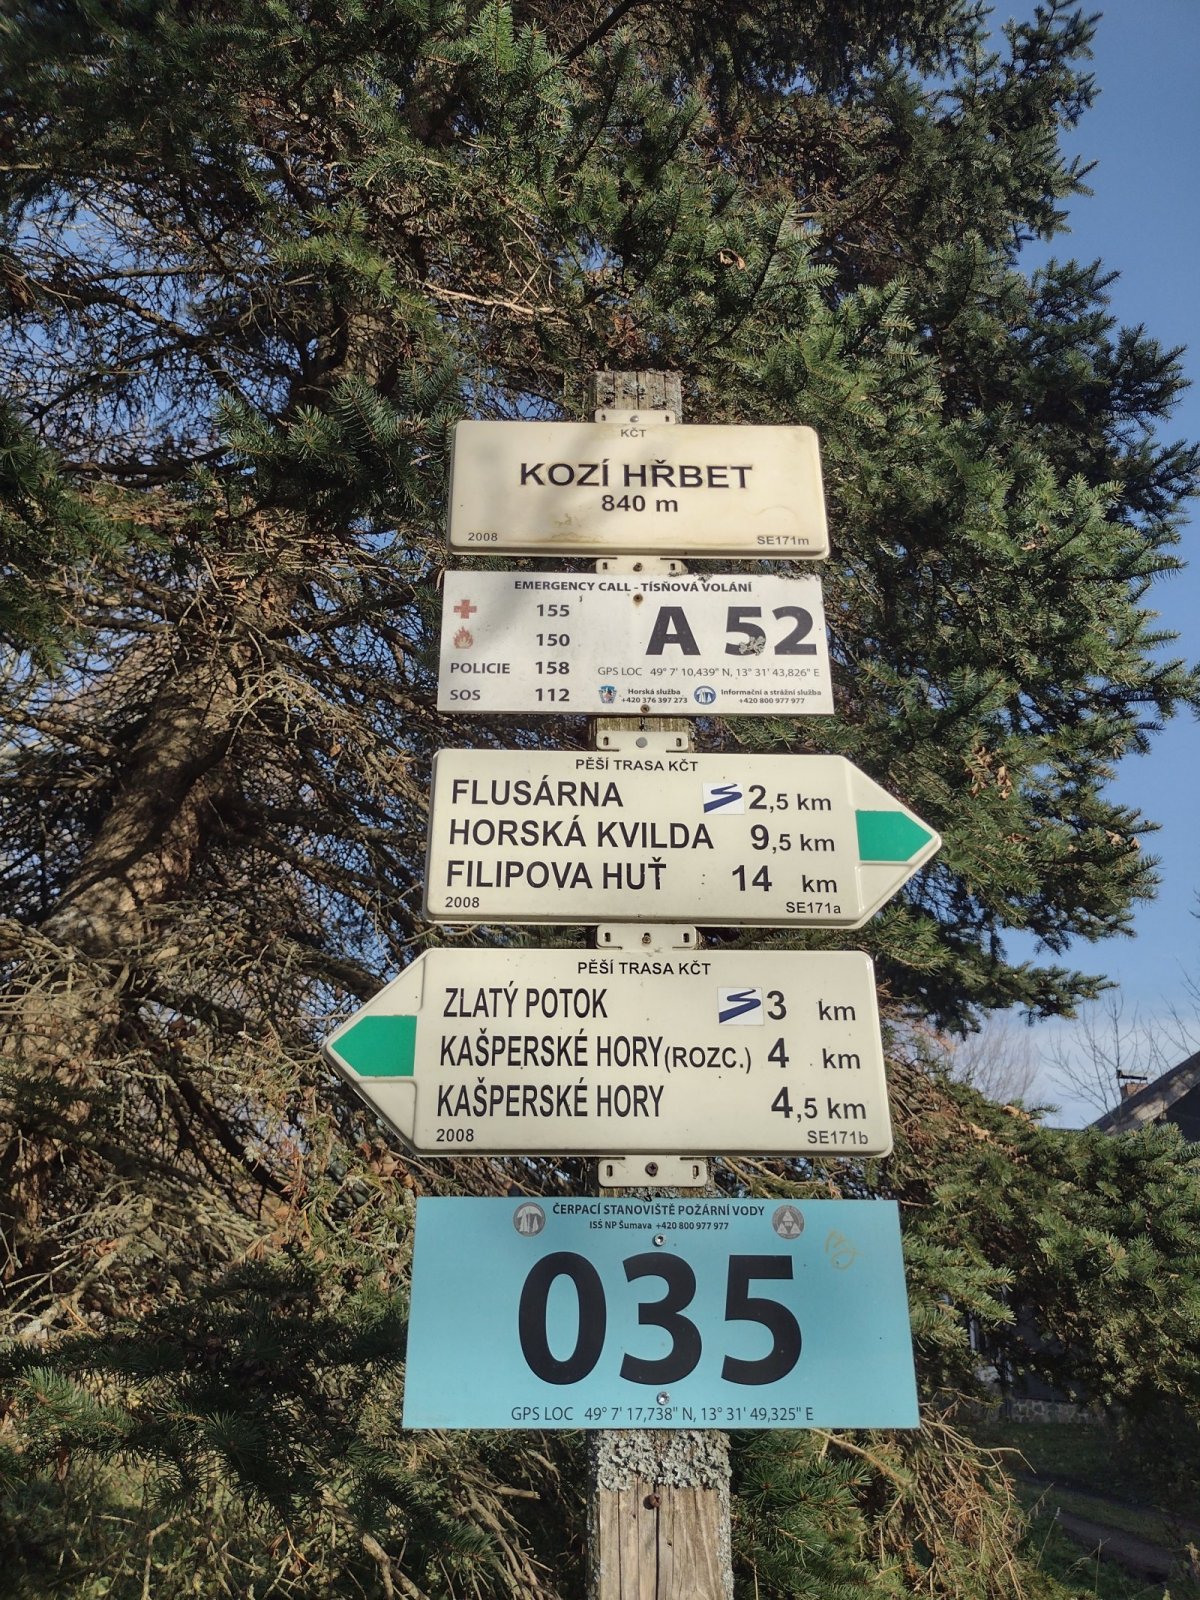 KČT
KOZÍ HŘBET
840 m
2008 SE171m
EMERGENCY CALL - TÍSŇOVÁ VOLÁNÍ
155
150
POLICIE 158
SOS 112
A 52
GPS LOC 49° 7' 10,439" N, 13° 31' 43,826" E
Horská služba
+420 376 397 273
Informační a strážní služba
+420 800 977 977
PĚŠÍ TRASA KČT
FLUSÁRNA 2,5 km
HORSKÁ KVILDA 9,5 km
FILIPOVA HUŤ 14 km
2008 SE171a
PĚŠÍ TRASA KČT
ZLATÝ POTOK 3 km
KAŠPERSKÉ HORY(ROZC.) 4 km
KAŠPERSKÉ HORY 4,5 km
2008 SE171b
ČERPACÍ STANOVIŠTĚ POŽÁRNÍ VODY
ISS NP Šumava +420 800 977 977
035
GPS LOC 49° 7' 17,738" N, 13° 31' 49,325" E